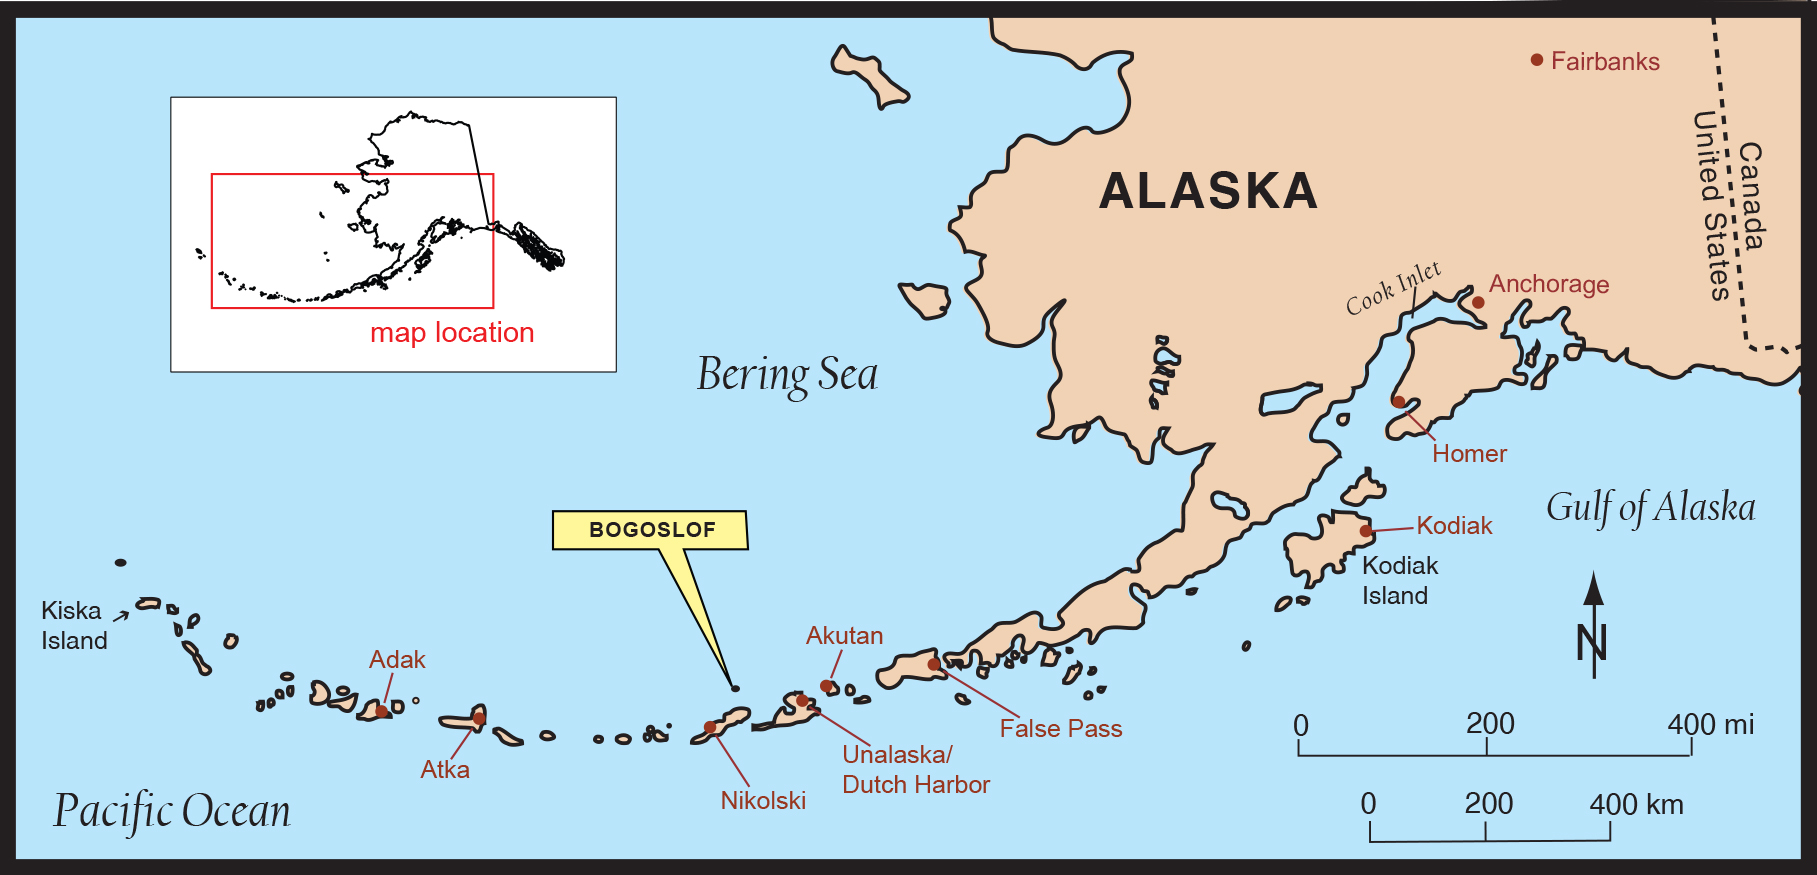 Fairbanks
Canada
United States
ALASKA
map location
Cook Inlet
Anchorage
Bering Sea
Homer
Gulf of Alaska
BOGOSLOF
Kodiak
Kodiak
Island
Kiska
Island
N
Akutan
Adak
False Pass
0 200 400 mi
Unalaska/
Dutch Harbor
Atka
Nikolski
Pacific Ocean
0 200 400 km